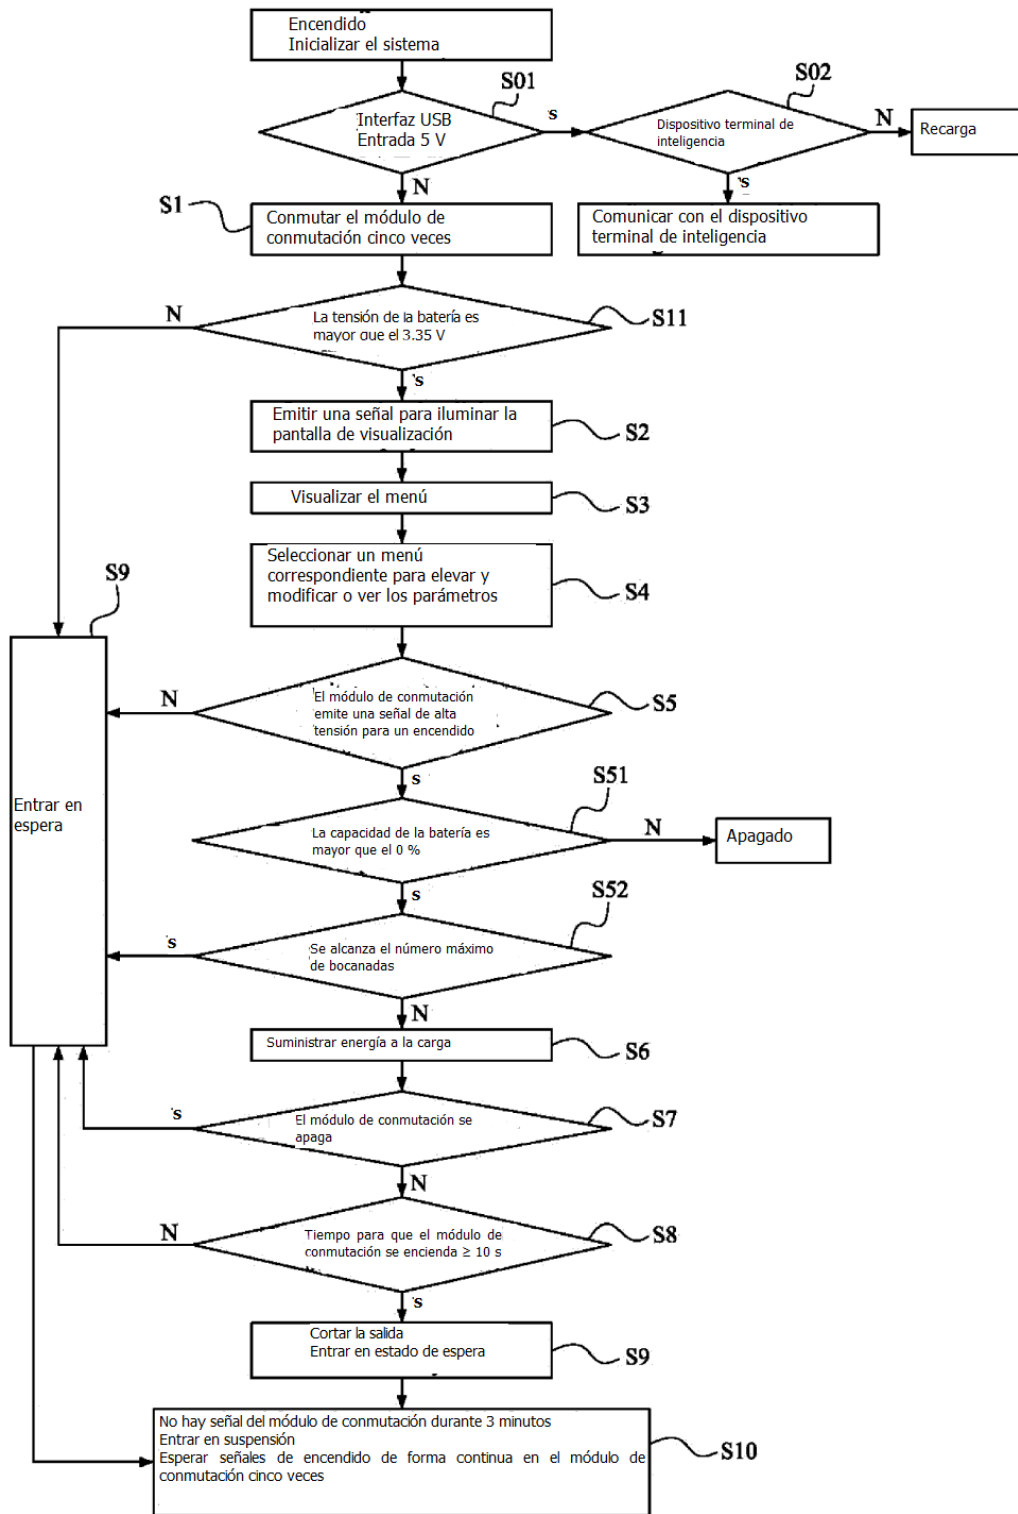 Encendido
Inicializar el sistema
S01
S02
Interfaz USB
Entrada 5 V
s
Dispositivo terminal de
inteligencia
N
Recarga
N
s
S1
Conmutar el módulo de
conmutación cinco veces
Comunicar con el dispositivo
terminal de inteligencia
N
La tensión de la batería es
mayor que el 3.35 V
S11
s
Emitir una señal para iluminar la
pantalla de visualización
S2
Visualizar el menú
S3
Seleccionar un menú
correspondiente para elevar y
modificar o ver los parámetros
S4
S9
N
El módulo de conmutación
emite una señal de alta
tensión para un encendido
S5
s
S51
Entrar en
espera
La capacidad de la batería es
mayor que el 0 %
N
Apagado
s
S52
s
Se alcanza el número máximo
de bocanadas
N
Suministrar energía a la carga
S6
s
El módulo de conmutación se
apaga
S7
N
N
Tiempo para que el módulo de
conmutación se encienda ≥ 10 s
S8
s
Cortar la salida
Entrar en estado de espera
S9
No hay señal del módulo de conmutación durante 3 minutos
Entrar en suspensión
Esperar señales de encendido de forma continua en el módulo de
conmutación cinco veces
S10